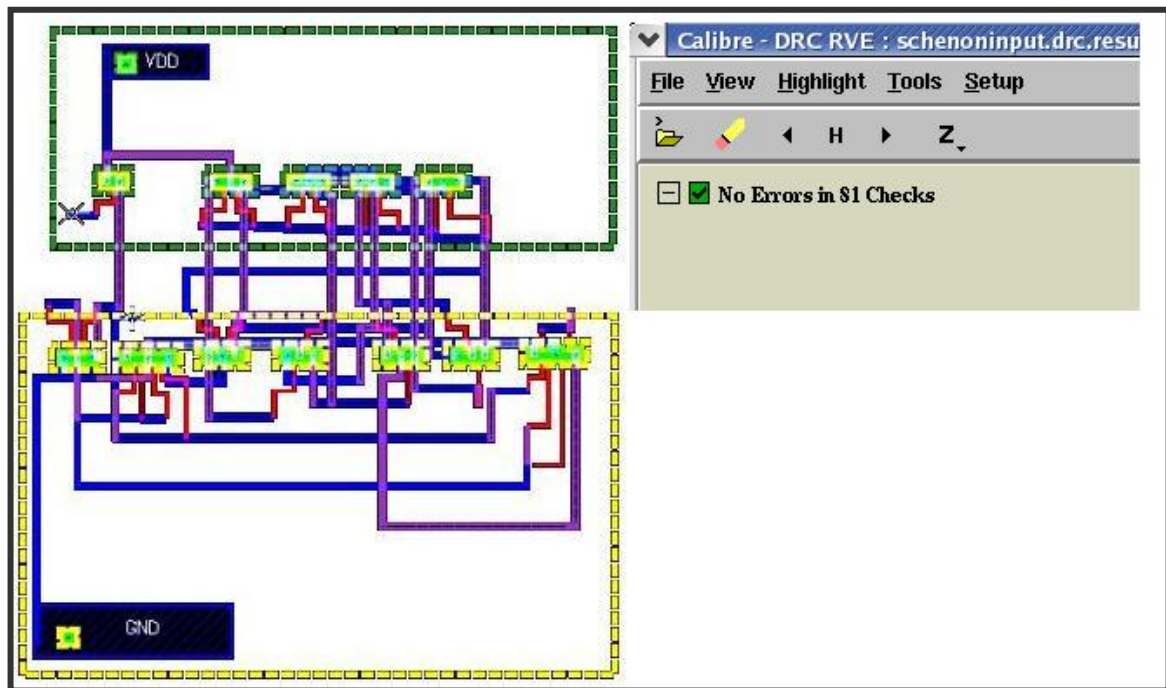 VDD
GND
Calibre - DRC RVE : schenoninput.drc.resu
File View Highlight Tools Setup
H Z
No Errors in 81 Checks